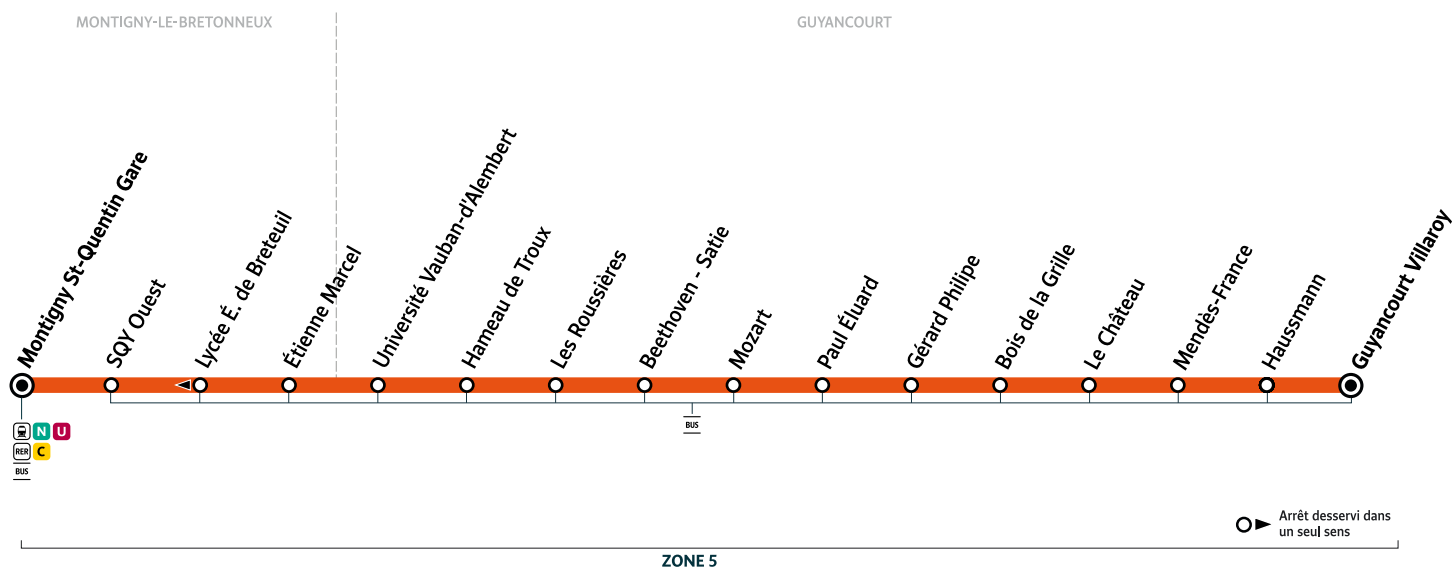 MONTIGNY-LE-BRETONNEUX
GUYANCOURT
Montigny St-Quentin Gare
SQY Ouest
Lycée É. de Breteuil
Étienne Marcel
Université Vauban-d'Alembert
Hameau de Troux
Les Roussières
Beethoven - Satie
Mozart
Paul Éluard
Gérard Philipe
Bois de la Grille
Le Château
Mendès-France
Haussmann
Guyancourt Villaroy
N U
RER C
BUS
BUS
Arrêt desservi dans
un seul sens
ZONE 5